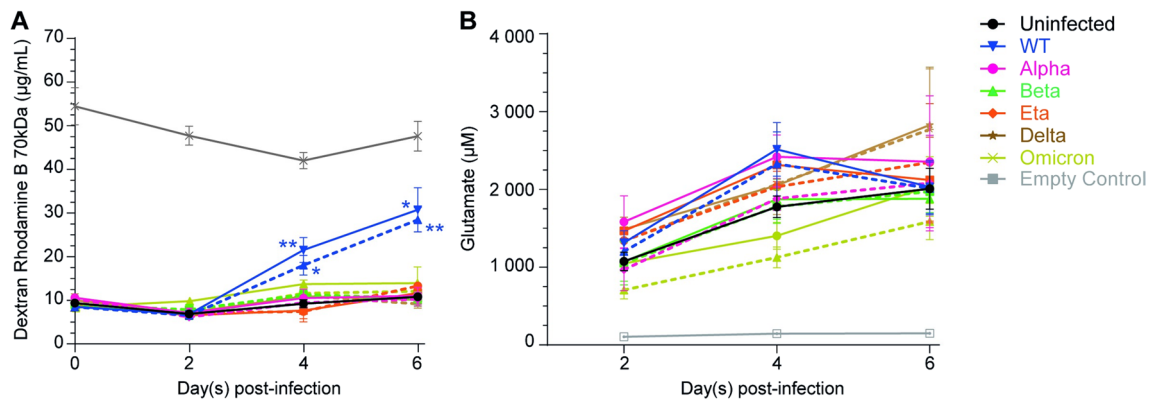 A
Dextran Rhodamine B 70kDa (µg/mL)
70
60
50
40
30
20
10
0
**
*
*
**
0
2
4
6
Day(s) post-infection
B
Glutamate (µM)
4 000
3 000
2 000
1 000
0
2
4
6
Day(s) post-infection
Uninfected
WT
Alpha
Beta
Eta
Delta
Omicron
Empty Control